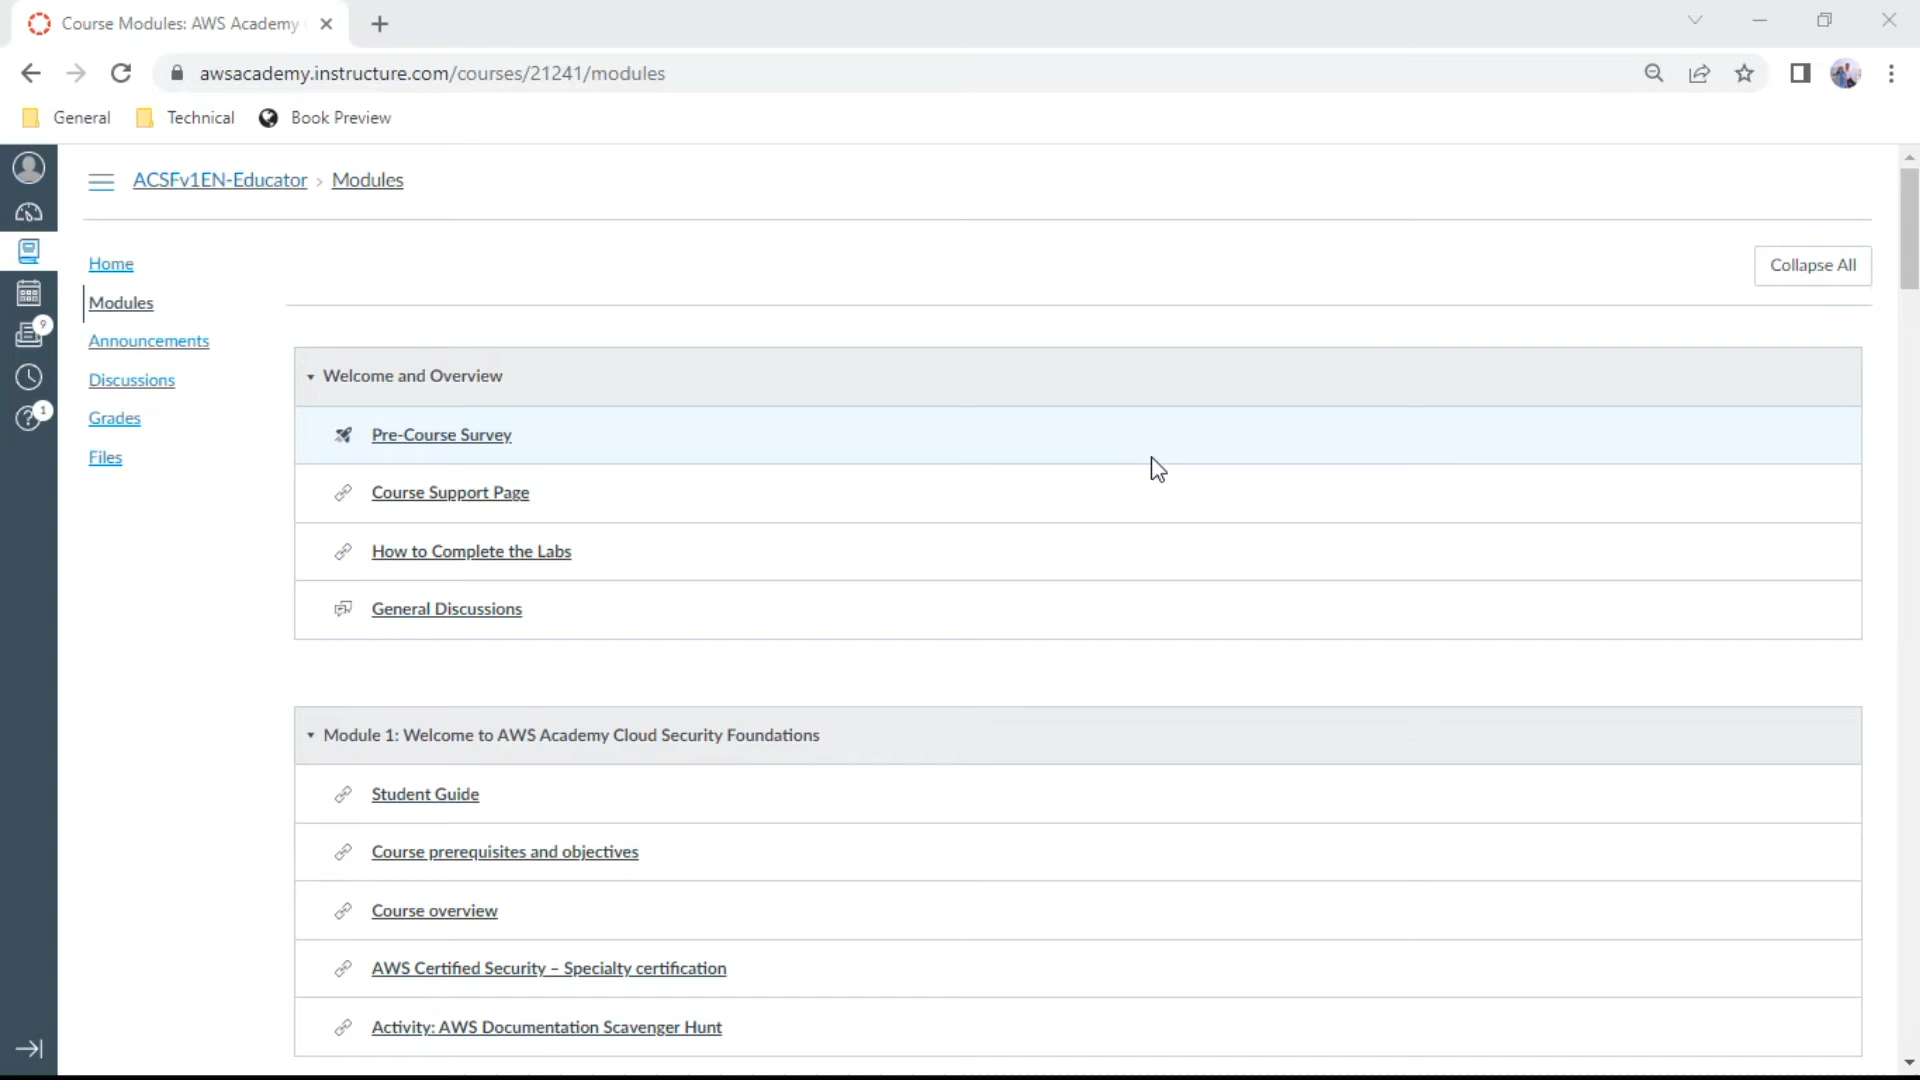 Course Modules: AWS Academy
awsacademy.instructure.com/courses/21241/modules
General Technical Book Preview
ACSFv1EN-Educator › Modules
Home
Modules
Announcements
Discussions
Grades
Files
9
1
Collapse All
Welcome and Overview
Pre-Course Survey
Course Support Page
How to Complete the Labs
General Discussions
Module 1: Welcome to AWS Academy Cloud Security Foundations
Student Guide
Course prerequisites and objectives
Course overview
AWS Certified Security – Specialty certification
Activity: AWS Documentation Scavenger Hunt